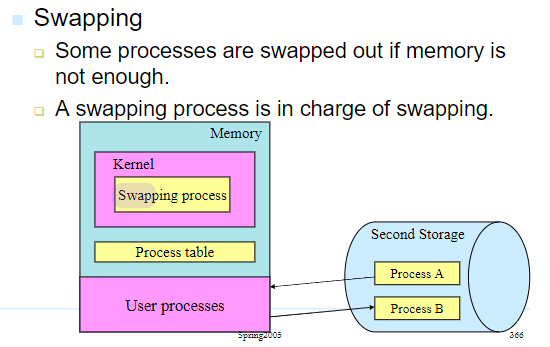 Swapping
Some processes are swapped out if memory is
not enough.
A swapping process is in charge of swapping.
Memory
Kernel
Swapping process
Process table
User processes
Second Storage
Process A
Process B
Spring2005
366